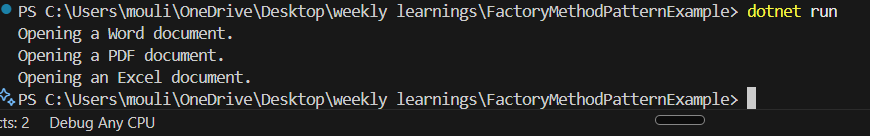 PS C:\Users\mouli\OneDrive\Desktop\weekly learnings\FactoryMethodPatternExample> dotnet run
Opening a Word document.
Opening a PDF document.
Opening an Excel document.
PS C:\Users\mouli\OneDrive\Desktop\weekly learnings\FactoryMethodPatternExample>
cts: 2 Debug Any CPU